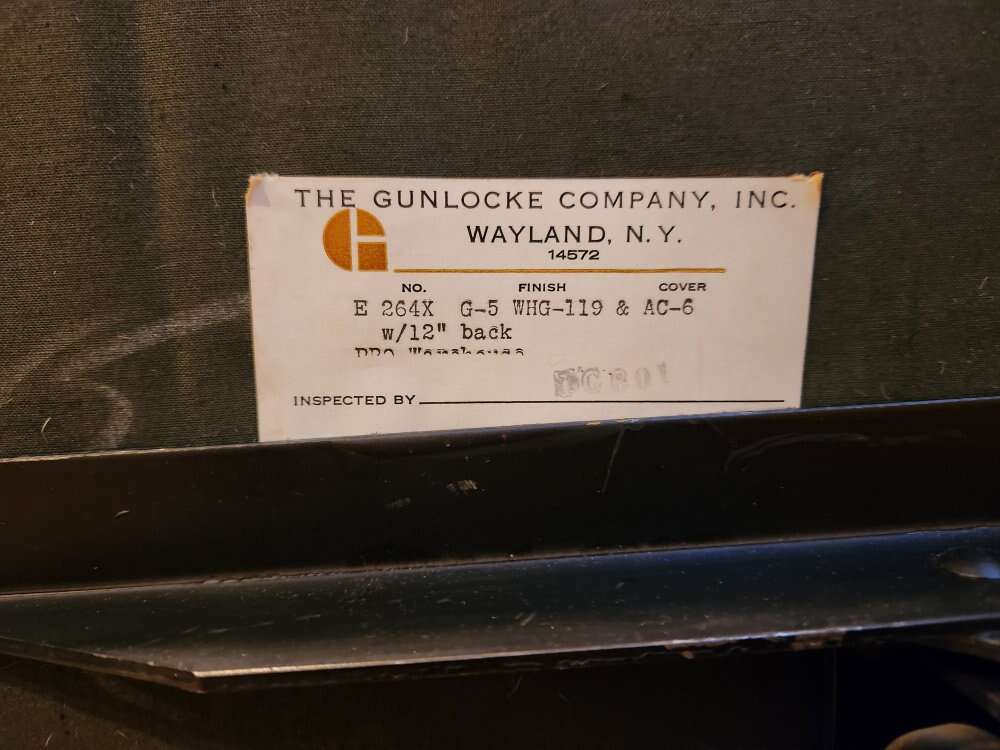 THE GUNLOCKE COMPANY, INC.
G
WAYLAND, N.Y.
14572
NO. FINISH COVER
E 264X G-5 WHG-119 & AC-6
w/12" back
INSPECTED BY